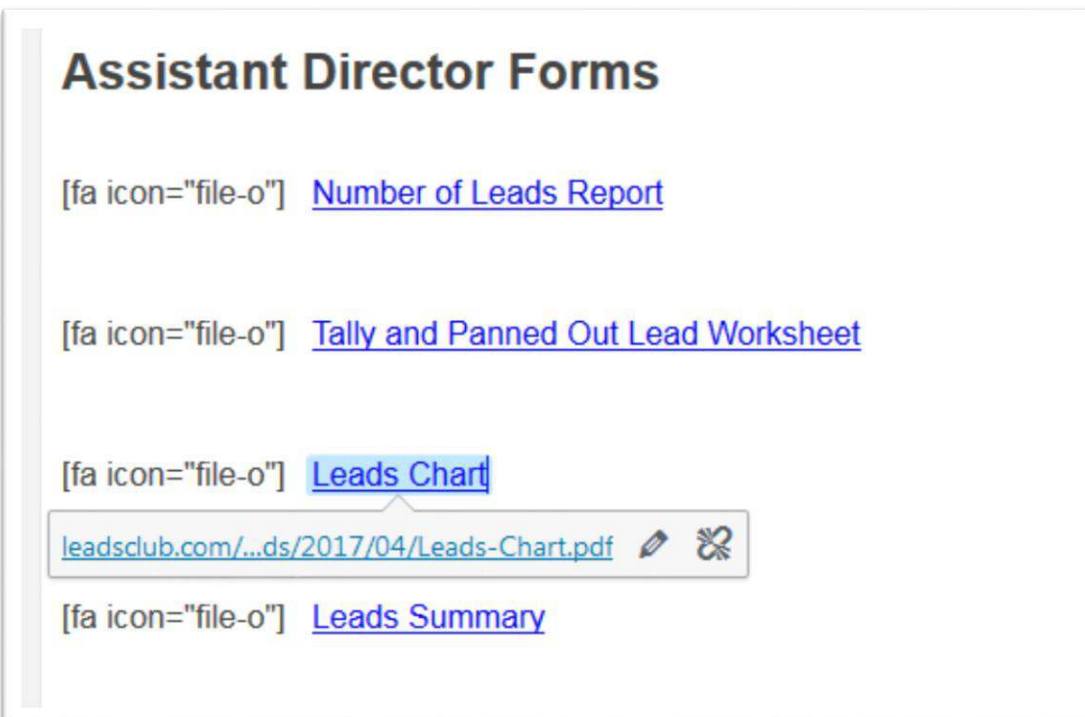 Assistant Director Forms
[fa icon="file-o"] Number of Leads Report
[fa icon="file-o"] Tally and Panned Out Lead Worksheet
[fa icon="file-o"] Leads Chart
leadsclub.com/...ds/2017/04/Leads-Chart.pdf
[fa icon="file-o"] Leads Summary